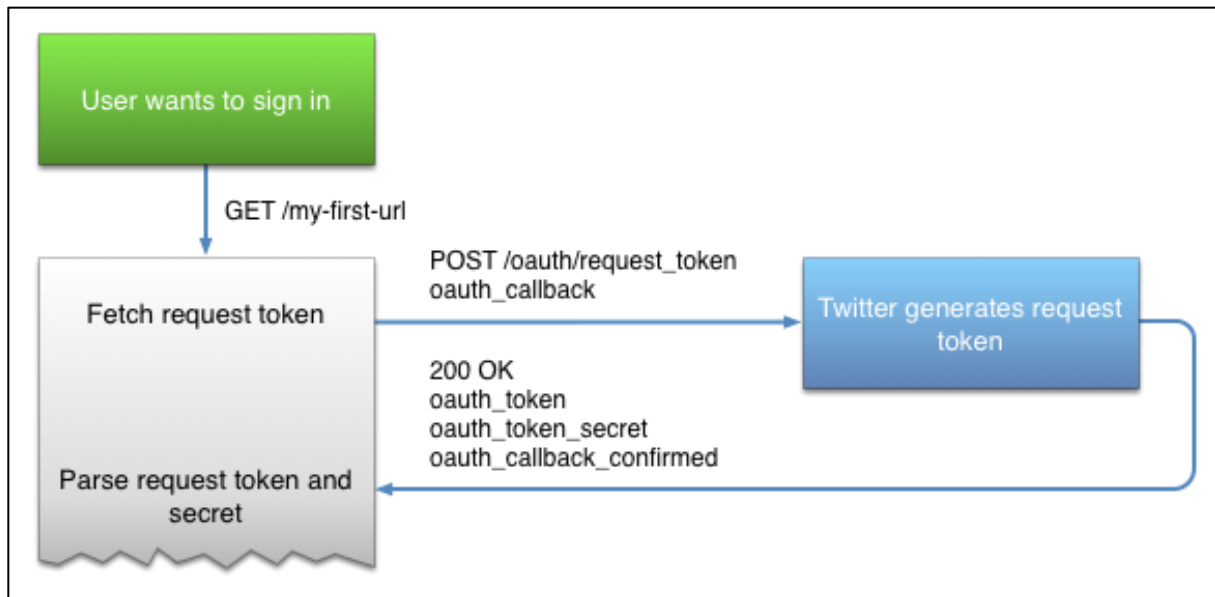 User wants to sign in
GET /my-first-url
Fetch request token
POST /oauth/request_token
oauth_callback
Twitter generates request
token
200 OK
oauth_token
oauth_token_secret
oauth_callback_confirmed
Parse request token and
secret